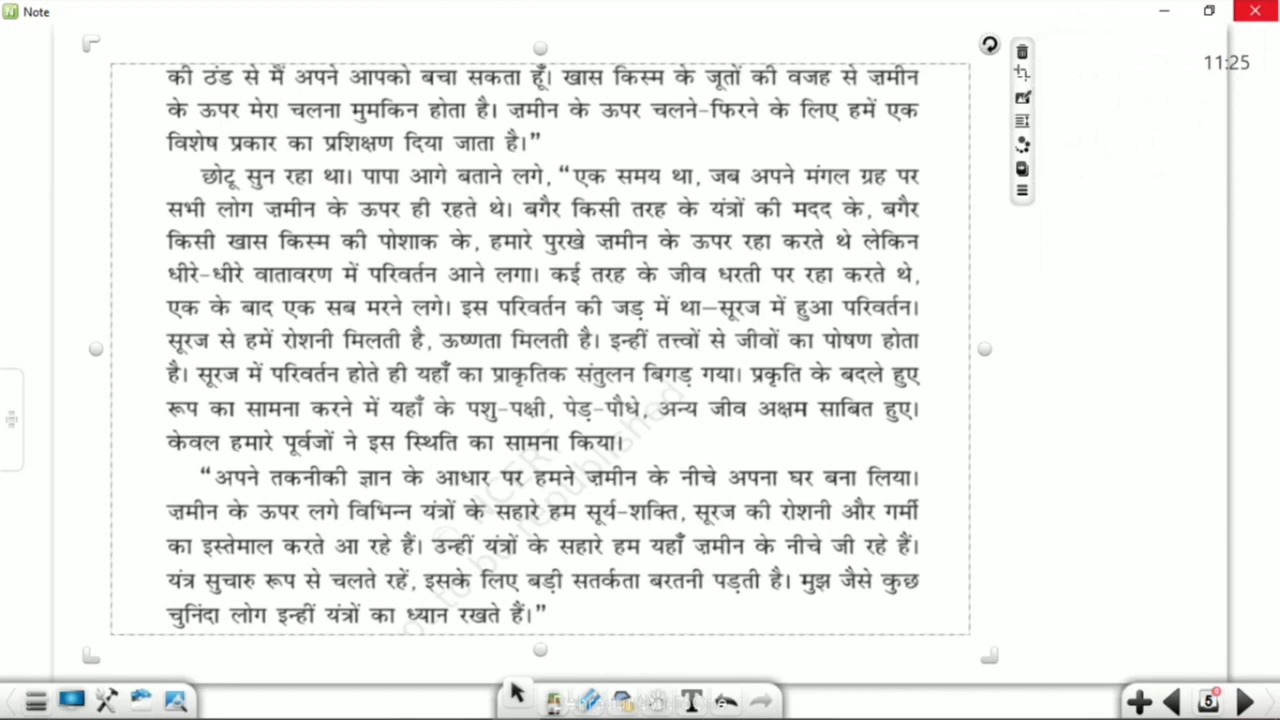 Note
11:25
की ठंड से मैं अपने आपको बचा सकता हूँ। खास किस्म के जूतों की वजह से ज़मीन
के ऊपर मेरा चलना मुमकिन होता है। ज़मीन के ऊपर चलने-फिरने के लिए हमें एक
विशेष प्रकार का प्रशिक्षण दिया जाता है।”
छोटू सुन रहा था। पापा आगे बताने लगे, “एक समय था, जब अपने मंगल ग्रह पर
सभी लोग ज़मीन के ऊपर ही रहते थे। बगैर किसी तरह के यंत्रों की मदद के, बगैर
किसी खास किस्म की पोशाक के, हमारे पुरखे ज़मीन के ऊपर रहा करते थे लेकिन
धीरे-धीरे वातावरण में परिवर्तन आने लगा। कई तरह के जीव धरती पर रहा करते थे,
एक के बाद एक सब मरने लगे। इस परिवर्तन की जड़ में था—सूरज में हुआ परिवर्तन।
सूरज से हमें रोशनी मिलती है, ऊष्णता मिलती है। इन्हीं तत्त्वों से जीवों का पोषण होता
है। सूरज में परिवर्तन होते ही यहाँ का प्राकृतिक संतुलन बिगड़ गया। प्रकृति के बदले हुए
रूप का सामना करने में यहाँ के पशु-पक्षी, पेड़-पौधे, अन्य जीव अक्षम साबित हुए।
केवल हमारे पूर्वजों ने इस स्थिति का सामना किया।
“अपने तकनीकी ज्ञान के आधार पर हमने ज़मीन के नीचे अपना घर बना लिया।
ज़मीन के ऊपर लगे विभिन्न यंत्रों के सहारे हम सूर्य-शक्ति, सूरज की रोशनी और गर्मी
का इस्तेमाल करते आ रहे हैं। उन्हीं यंत्रों के सहारे हम यहाँ ज़मीन के नीचे जी रहे हैं।
यंत्र सुचारु रूप से चलते रहें, इसके लिए बड़ी सतर्कता बरतनी पड़ती है। मुझ जैसे कुछ
चुनिंदा लोग इन्हीं यंत्रों का ध्यान रखते हैं।”
© NCERT
to be republished
5